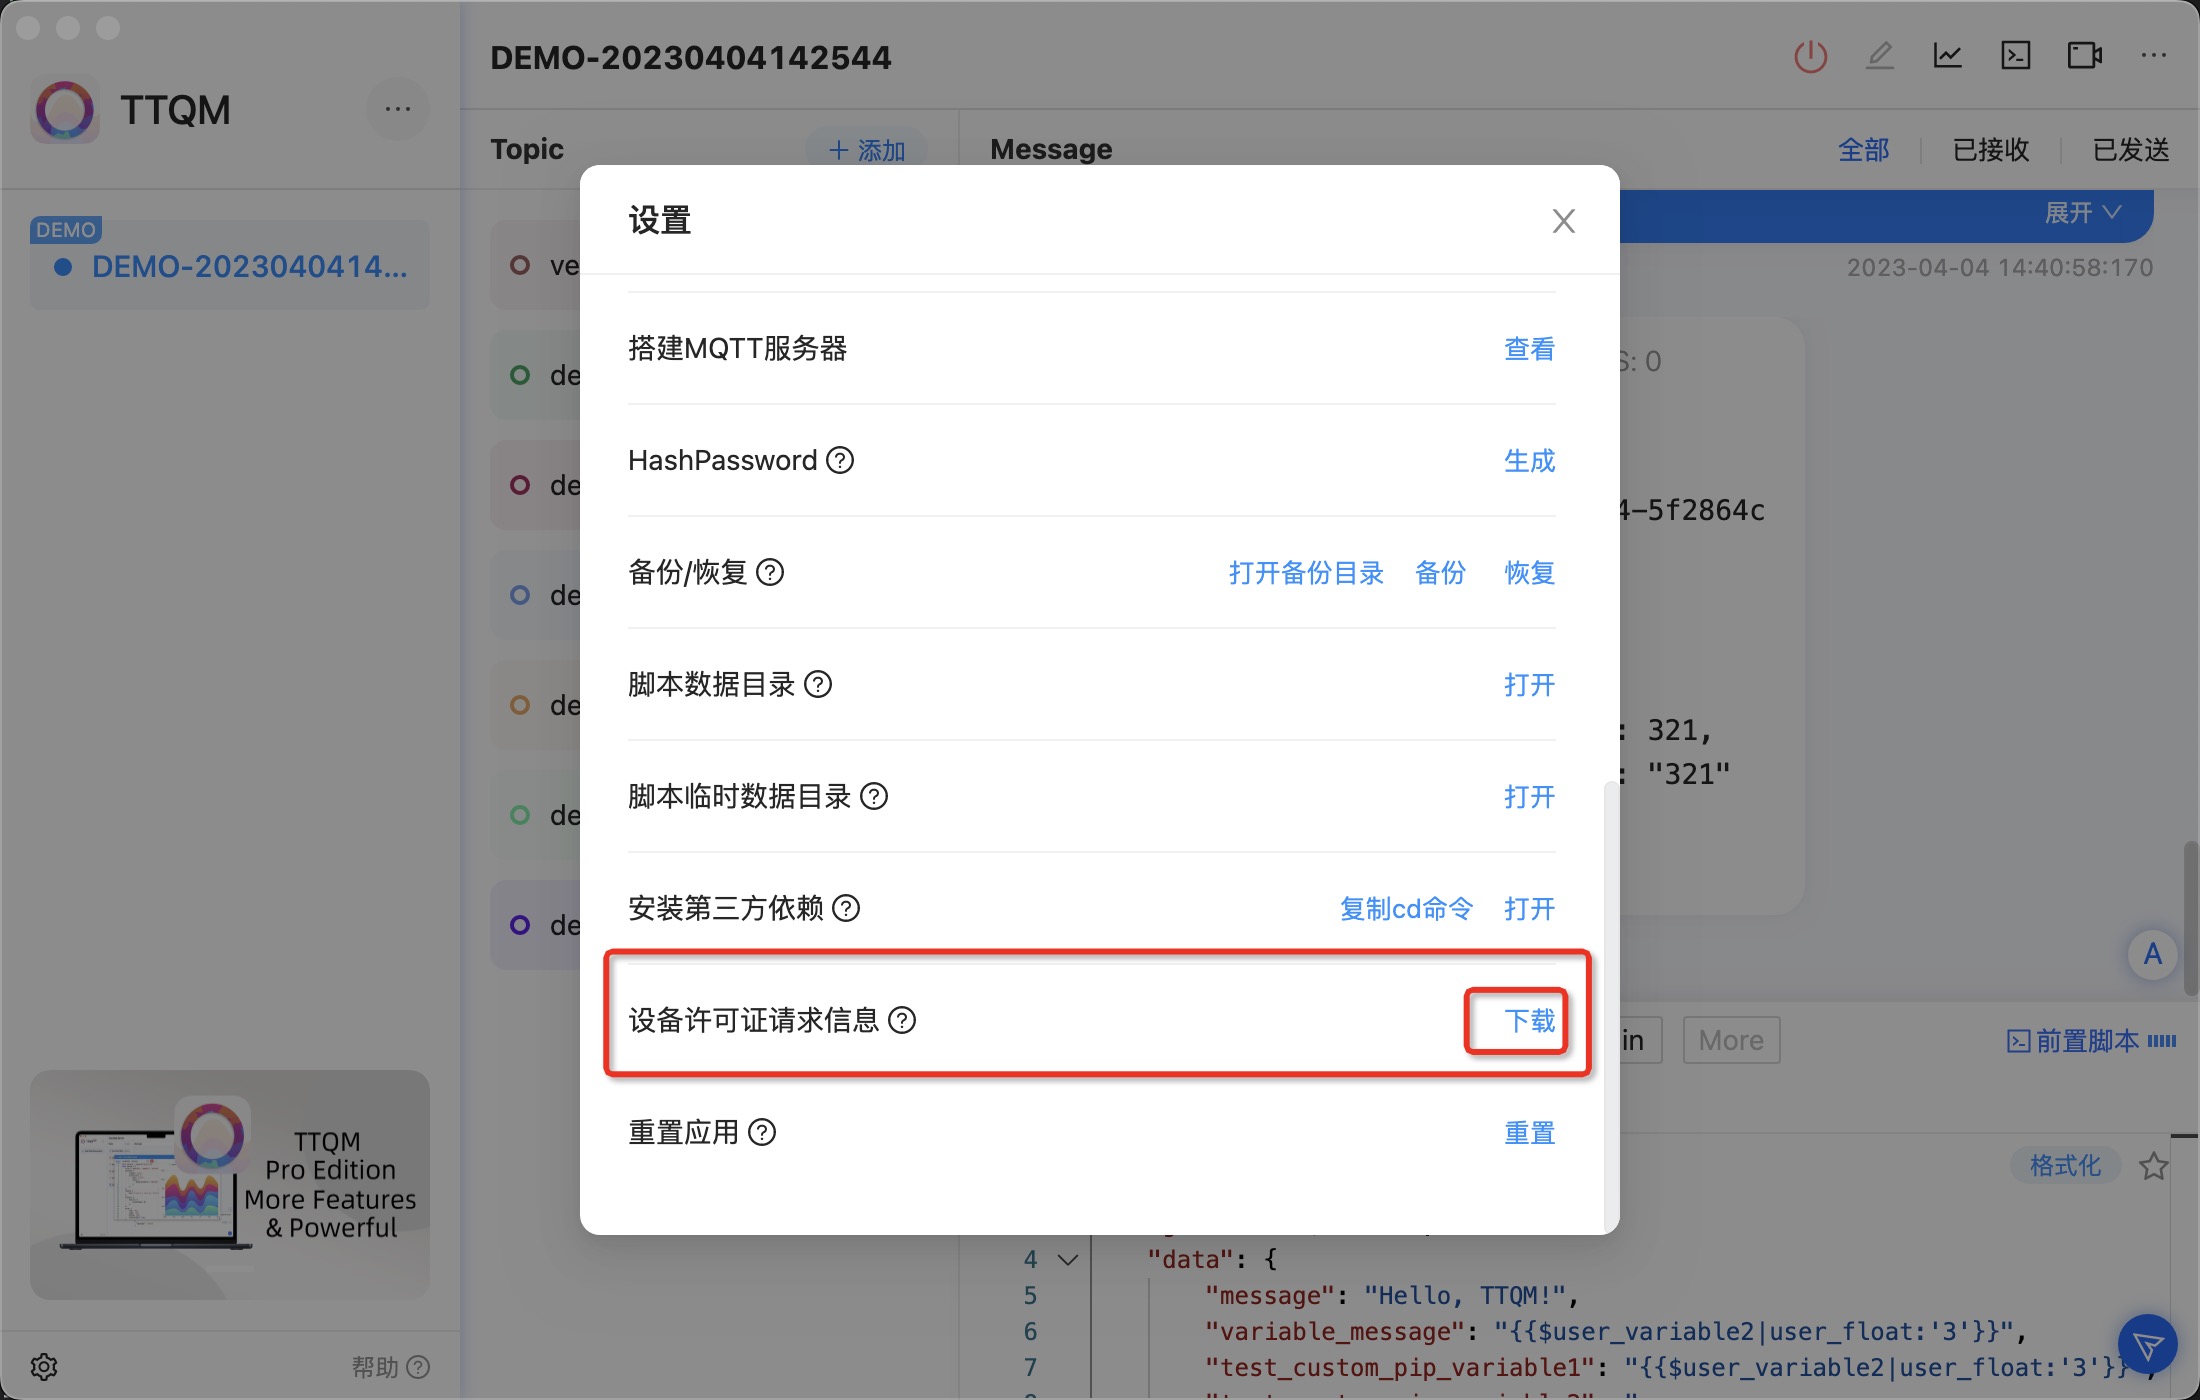 DEMO-20230404142544
TTQM
Topic
+ 添加
Message
全部
已接收
已发送
DEMO
DEMO-2023040414...
展开
2023-04-04 14:40:58:170
设置
搭建MQTT服务器
查看
HashPassword
生成
备份/恢复
打开备份目录
备份
恢复
脚本数据目录
打开
脚本临时数据目录
打开
安装第三方依赖
复制cd命令
打开
设备许可证请求信息
下载
重置应用
重置
ve
de
de
de
de
de
de
S: 0
4-5f2864c
: 321,
: "321"
A
in
More
前置脚本
格式化
TTQM
Pro Edition
More Features
& Powerful
帮助
4 "data": {
5 "message": "Hello, TTQM!",
6 "variable_message": "{{$user_variable2|user_float:'3'}}",
7 "test_custom_pip_variable1": "{{$user_variable2|user_float:'3'}}",